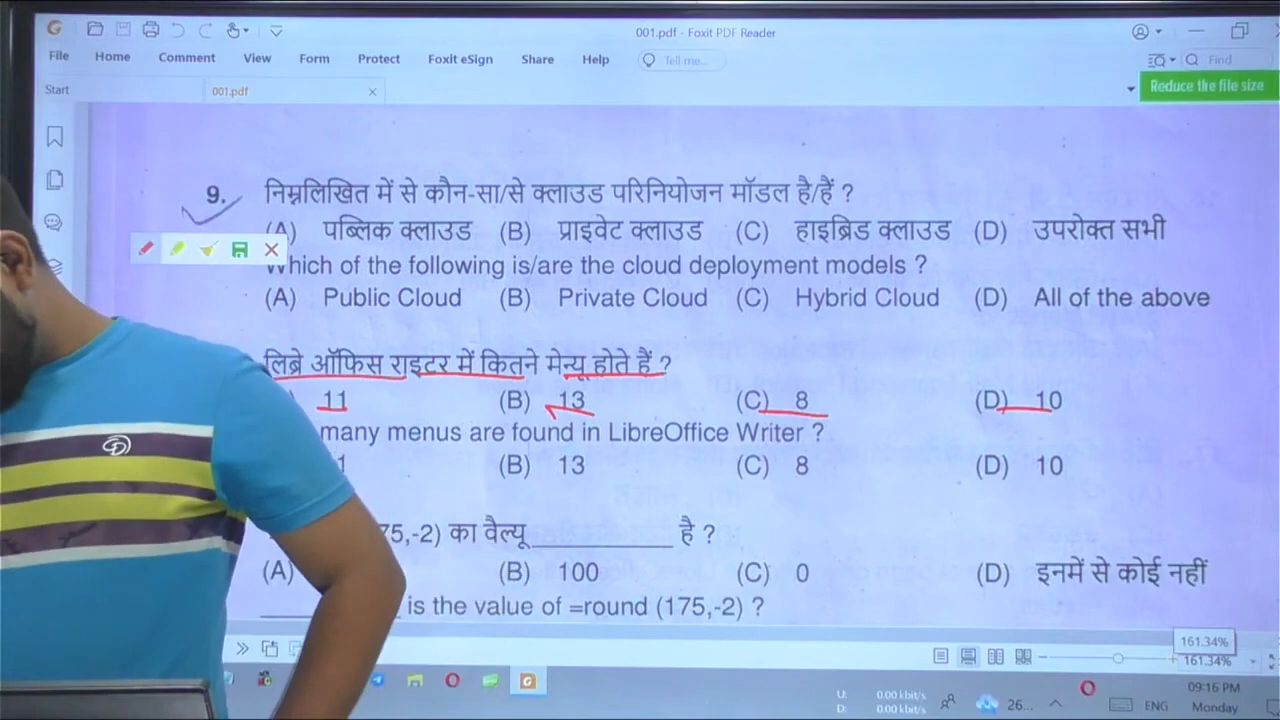 001.pdf - Foxit PDF Reader
File Home Comment View Form Protect Foxit eSign Share Help Tell me... Find
Start 001.pdf Reduce the file size
9. निम्नलिखित में से कौन-सा/से क्लाउड परिनियोजन मॉडल है/हैं ?
(A) पब्लिक क्लाउड (B) प्राइवेट क्लाउड (C) हाइब्रिड क्लाउड (D) उपरोक्त सभी
Which of the following is/are the cloud deployment models ?
(A) Public Cloud (B) Private Cloud (C) Hybrid Cloud (D) All of the above
लिब्रे ऑफिस राइटर में कितने मेन्यू होते हैं ?
11 (B) 13 (C) 8 (D) 10
many menus are found in LibreOffice Writer ?
1 (B) 13 (C) 8 (D) 10
75,-2) का वैल्यू __________ है ?
(A) (B) 100 (C) 0 (D) इनमें से कोई नहीं
__________ is the value of =round (175,-2) ?
161.34%
161.34%
U: 0.00 kbit/s
D: 0.00 kbit/s
26... ENG
09:16 PM
Monday